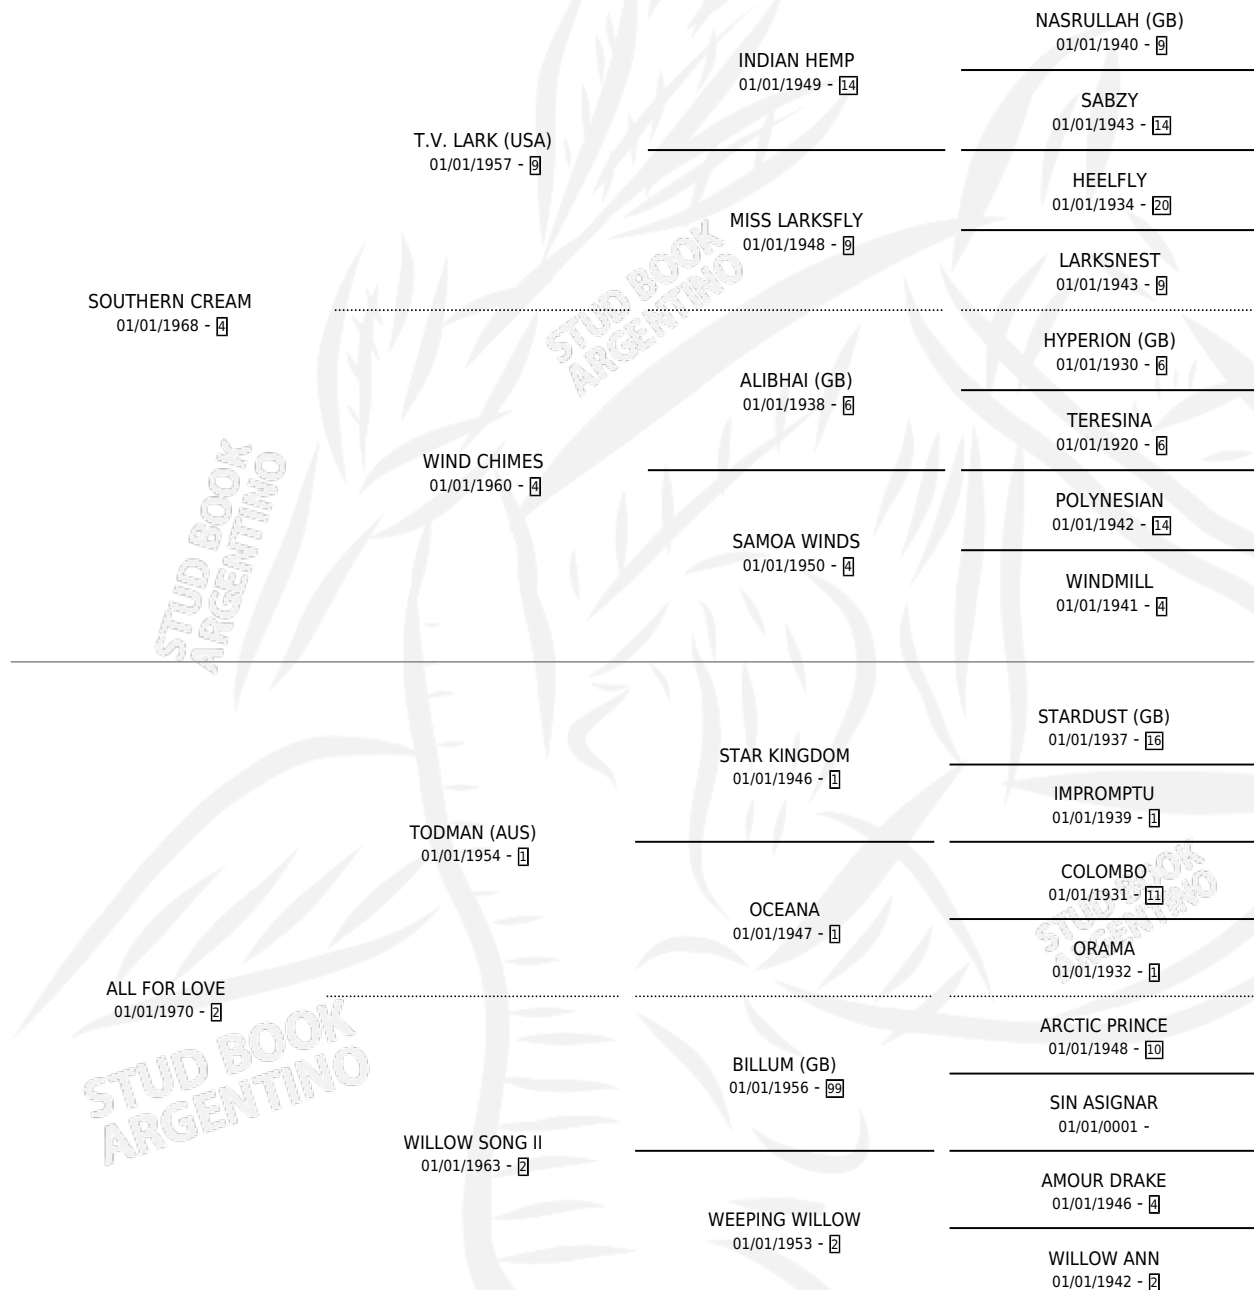 NASRULLAH (GB)
01/01/1940 - 9
INDIAN HEMP
01/01/1949 - 14
SABZY
01/01/1943 - 14
T.V. LARK (USA)
01/01/1957 - 9
HEELFLY
01/01/1934 - 20
MISS LARKSFLY
01/01/1948 - 9
LARKSNEST
01/01/1943 - 9
SOUTHERN CREAM
01/01/1968 - 4
HYPERION (GB)
01/01/1930 - 6
ALIBHAI (GB)
01/01/1938 - 6
TERESINA
01/01/1920 - 6
WIND CHIMES
01/01/1960 - 4
POLYNESIAN
01/01/1942 - 14
SAMOA WINDS
01/01/1950 - 4
WINDMILL
01/01/1941 - 4
STUD BOOK
ARGENTINO
STUD BOOK
ARGENTINO
STARDUST (GB)
01/01/1937 - 16
STAR KINGDOM
01/01/1946 - 1
IMPROMPTU
01/01/1939 - 1
TODMAN (AUS)
01/01/1954 - 1
COLOMBO
01/01/1931 - 11
OCEANA
01/01/1947 - 1
ORAMA
01/01/1932 - 1
ALL FOR LOVE
01/01/1970 - 2
ARCTIC PRINCE
01/01/1948 - 10
BILLUM (GB)
01/01/1956 - 99
SIN ASIGNAR
01/01/0001 -
WILLOW SONG II
01/01/1963 - 2
AMOUR DRAKE
01/01/1946 - 4
WEEPING WILLOW
01/01/1953 - 2
WILLOW ANN
01/01/1942 - 2
STUD BOOK
ARGENTINO
STUD BOOK
ARGENTINO